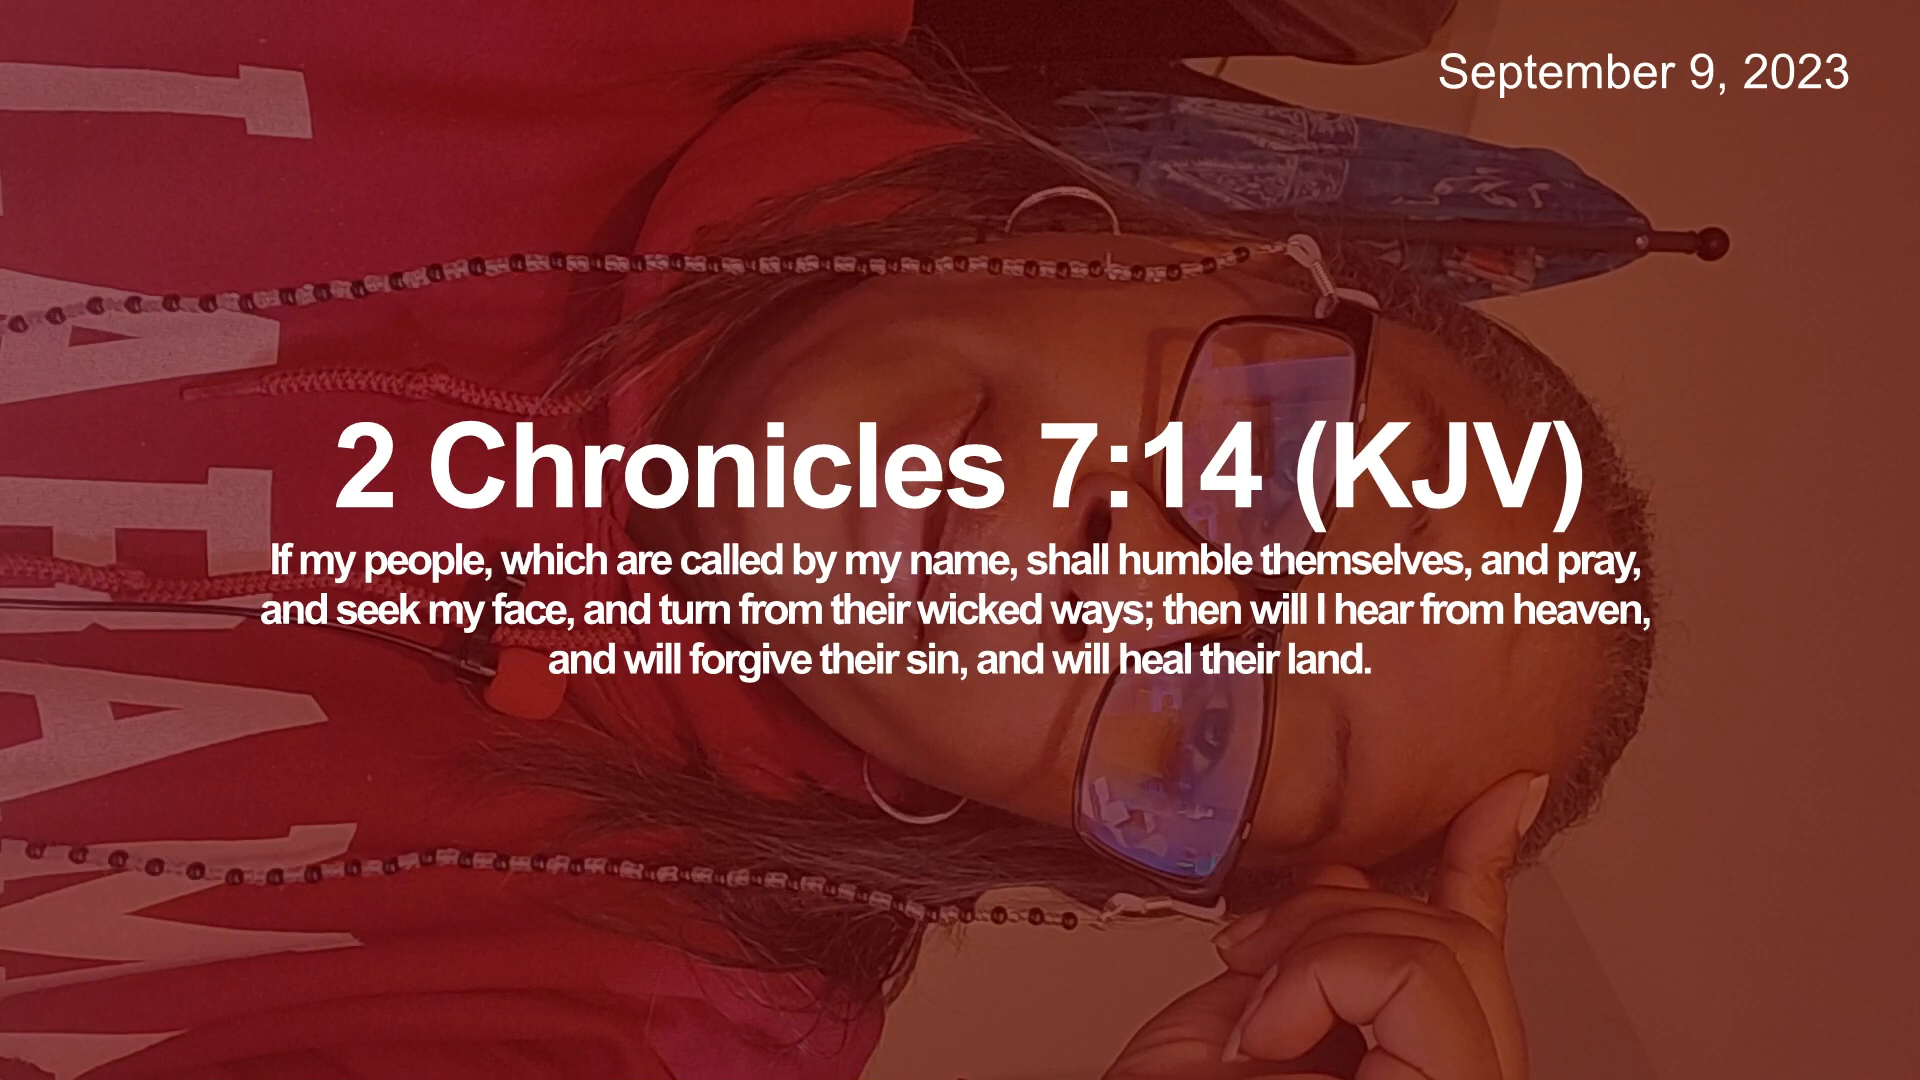 September 9, 2023
2 Chronicles 7:14 (KJV)
If my people, which are called by my name, shall humble themselves, and pray,
and seek my face, and turn from their wicked ways; then will I hear from heaven,
and will forgive their sin, and will heal their land.